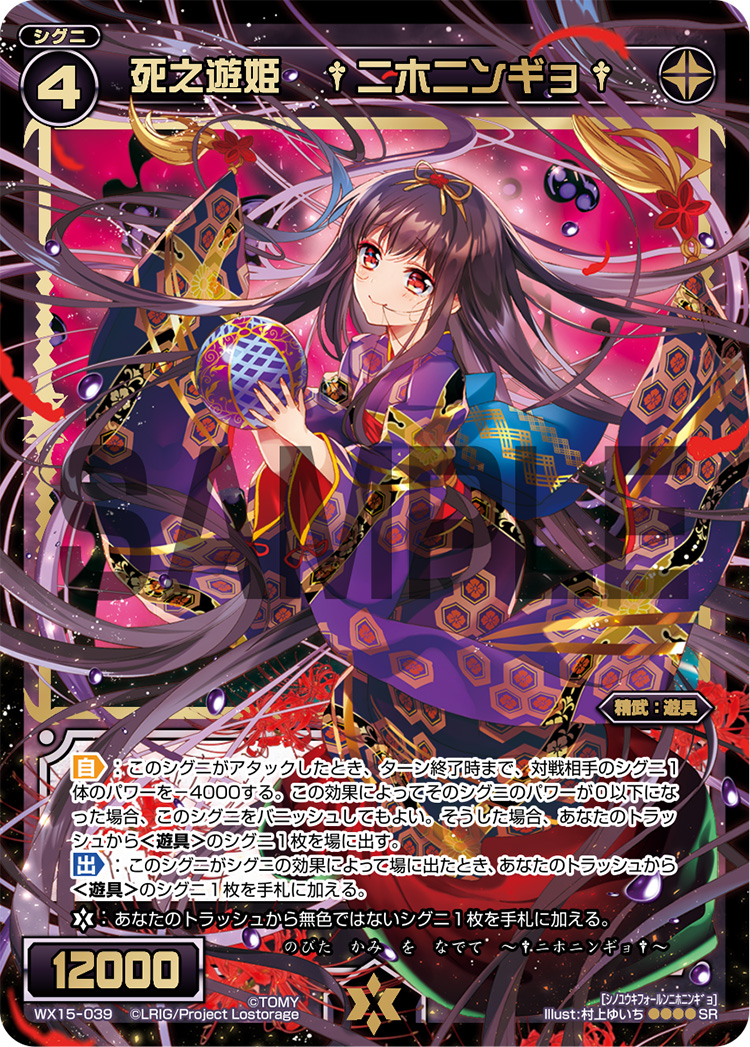 シグニ
4
死之遊姫 †ニホニンギョ†
SAMPLE
精武：遊具
自：このシグニがアタックしたとき、ターン終了時まで、対戦相手のシグニ１
体のパワーを－4000する。この効果によってそのシグニのパワーが０以下にな
った場合、このシグニをバニッシュしてもよい。そうした場合、あなたのトラッ
シュから<遊具>のシグニ１枚を場に出す。
出：このシグニがシグニの効果によって場に出たとき、あなたのトラッシュから
<遊具>のシグニ１枚を手札に加える。
：あなたのトラッシュから無色ではないシグニ１枚を手札に加える。
のびた かみ を なでて ～†ニホニンギョ†～
12000
[シノユウキフォールンニホニンギョ]
©TOMY
WX15-039 ©LRIG/Project Lostorage
Illust:村上ゆいち SR